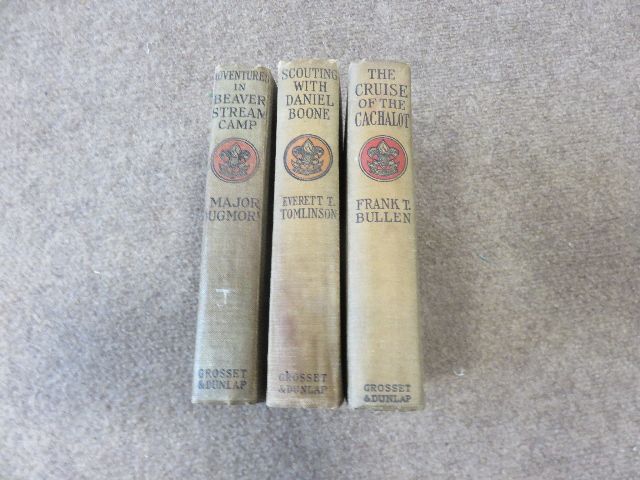 ADVENTURES
IN
BEAVER
STREAM
CAMP
MAJOR
DUGMORE
GROSSET
& DUNLAP
SCOUTING
WITH
DANIEL
BOONE
EVERETT T.
TOMLINSON
GROSSET
& DUNLAP
THE
CRUISE
OF THE
CACHALOT
FRANK T.
BULLEN
GROSSET
& DUNLAP